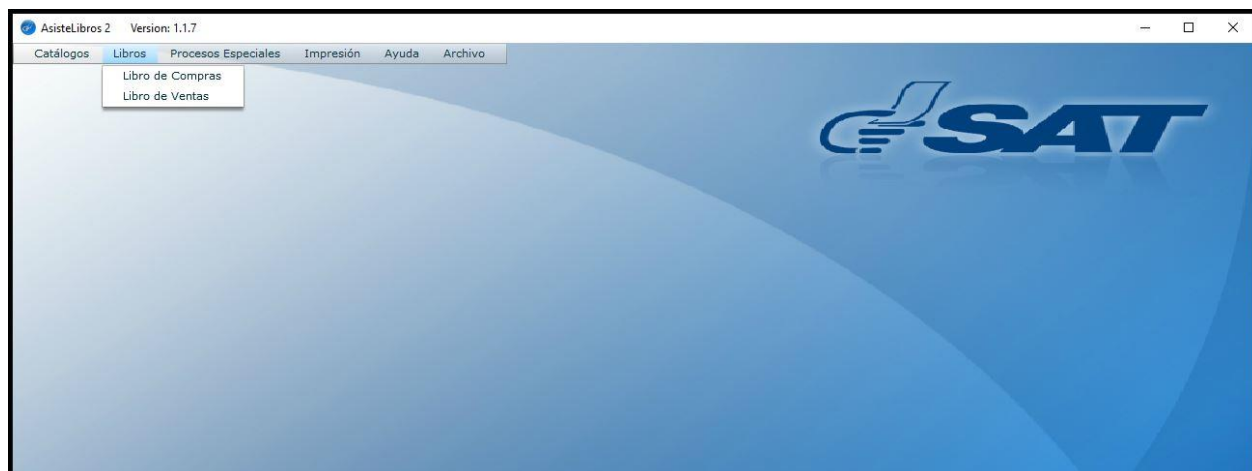 AsisteLibros 2 Version: 1.1.7
Catálogos Libros Procesos Especiales Impresión Ayuda Archivo
Libro de Compras
Libro de Ventas
SAT